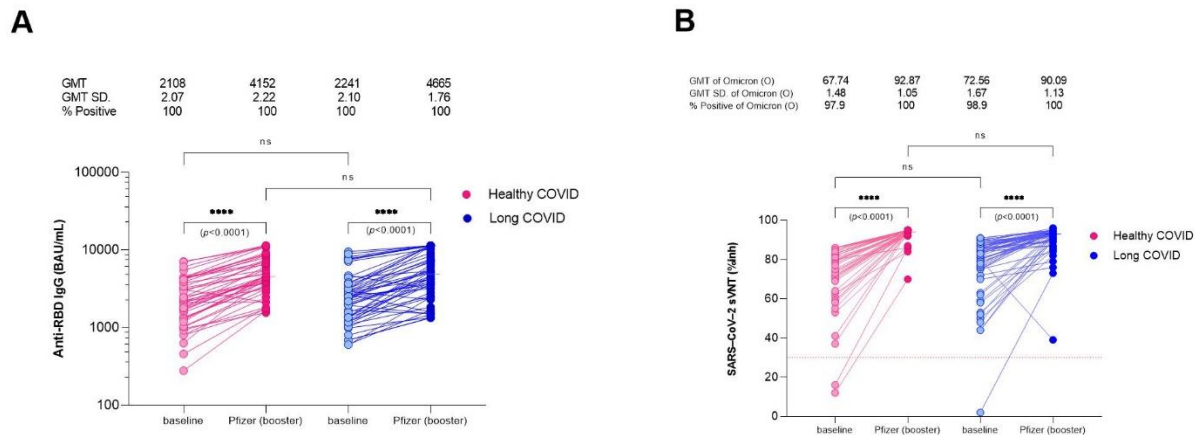 A
GMT 2108 4152 2241 4665
GMT SD. 2.07 2.22 2.10 1.76
% Positive 100 100 100 100
ns
ns
100000
10000
1000
100
Anti-RBD IgG (BAU/mL)
****
(p<0.0001)
****
(p<0.0001)
Healthy COVID
Long COVID
baseline
Pfizer (booster)
baseline
Pfizer (booster)
B
GMT of Omicron (O) 67.74 92.87 72.56 90.09
GMT SD. of Omicron (O) 1.48 1.05 1.67 1.13
% Positive of Omicron (O) 97.9 100 98.9 100
ns
ns
100
80
60
40
20
0
SARS-CoV-2 sVNT (%inh)
****
(p<0.0001)
****
(p<0.0001)
Healthy COVID
Long COVID
baseline
Pfizer (booster)
baseline
Pfizer (booster)